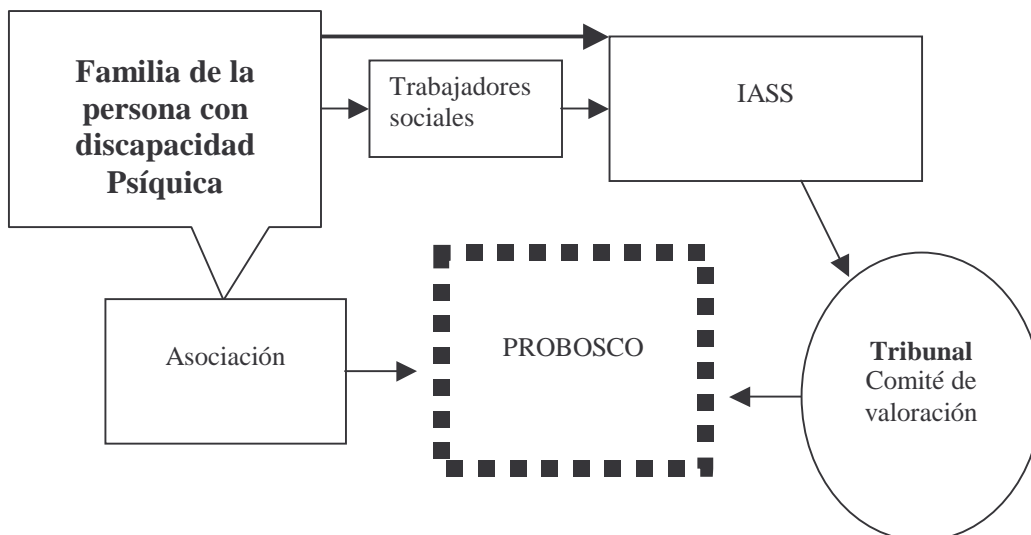 Familia de la
persona con
discapacidad
Psíquica
Trabajadores
sociales
IASS
Asociación
PROBOSCO
Tribunal
Comité de
valoración